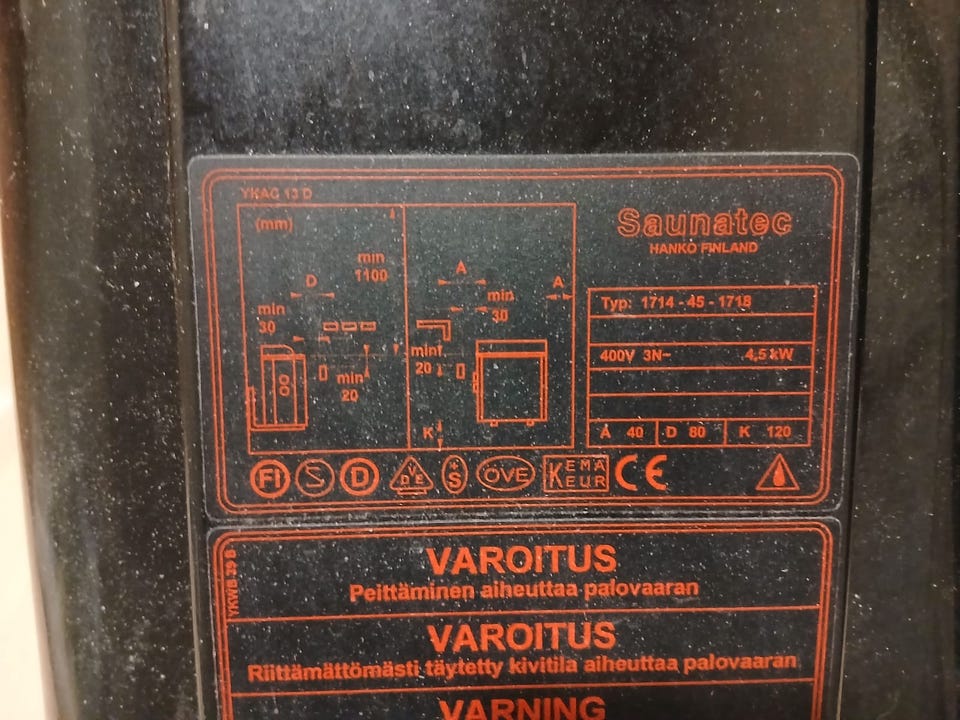 YKAG 13 D
(mm)
min
1100
D
min
30
min
20
A
A
min
30
min
20
K
Saunatec
HANKO FINLAND
Typ: 1714 - 45 - 1718
400V 3N~ 4,5 kW
A 40 D 80 K 120
FI S D VDE +S ÖVE KEMA KEUR CE
YKWB 29 B
VAROITUS
Peittäminen aiheuttaa palovaaran
VAROITUS
Riittämättömästi täytetty kivitila aiheuttaa palovaaran
VARNING